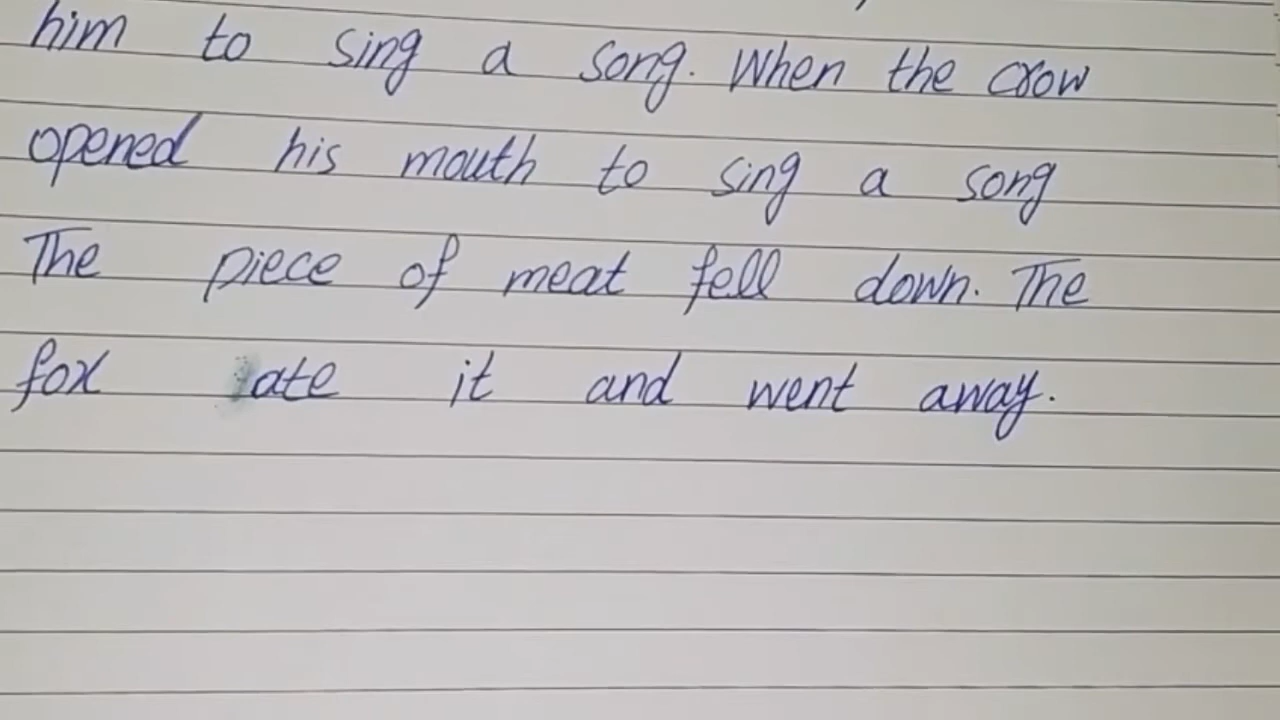 him to sing a song. When the crow
opened his mouth to sing a song
The piece of meat fell down. The
fox ate it and went away.